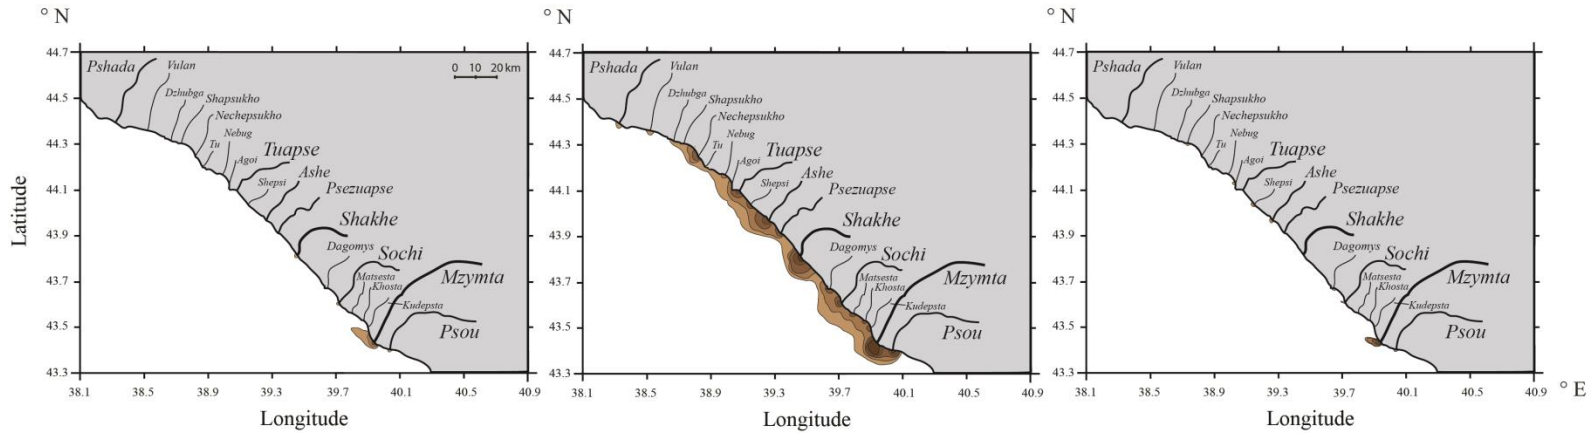 ° N
° N
° N
44.7
44.5
44.3
44.1
43.9
43.7
43.5
43.3
Latitude
Pshada
Vulan
Dzhubga
Shapsukho
Nechepsukho
Tu
Nebug
Agoi
Tuapse
Shepsi
Ashe
Psezuapse
Shakhe
Dagomys
Sochi
Matsesta
Khosta
Kudepsta
Mzymta
Psou
0 10 20 km
38.1 38.5 38.9 39.3 39.7 40.1 40.5 40.9
Longitude
44.7
44.5
44.3
44.1
43.9
43.7
43.5
43.3
Pshada
Vulan
Dzhubga
Shapsukho
Nechepsukho
Tu
Nebug
Agoi
Tuapse
Shepsi
Ashe
Psezuapse
Shakhe
Dagomys
Sochi
Matsesta
Khosta
Kudepsta
Mzymta
Psou
38.1 38.5 38.9 39.3 39.7 40.1 40.5 40.9
Longitude
44.7
44.5
44.3
44.1
43.9
43.7
43.5
43.3
Pshada
Vulan
Dzhubga
Shapsukho
Nechepsukho
Tu
Nebug
Agoi
Tuapse
Shepsi
Ashe
Psezuapse
Shakhe
Dagomys
Sochi
Matsesta
Khosta
Kudepsta
Mzymta
Psou
38.1 38.5 38.9 39.3 39.7 40.1 40.5 40.9
Longitude
° E